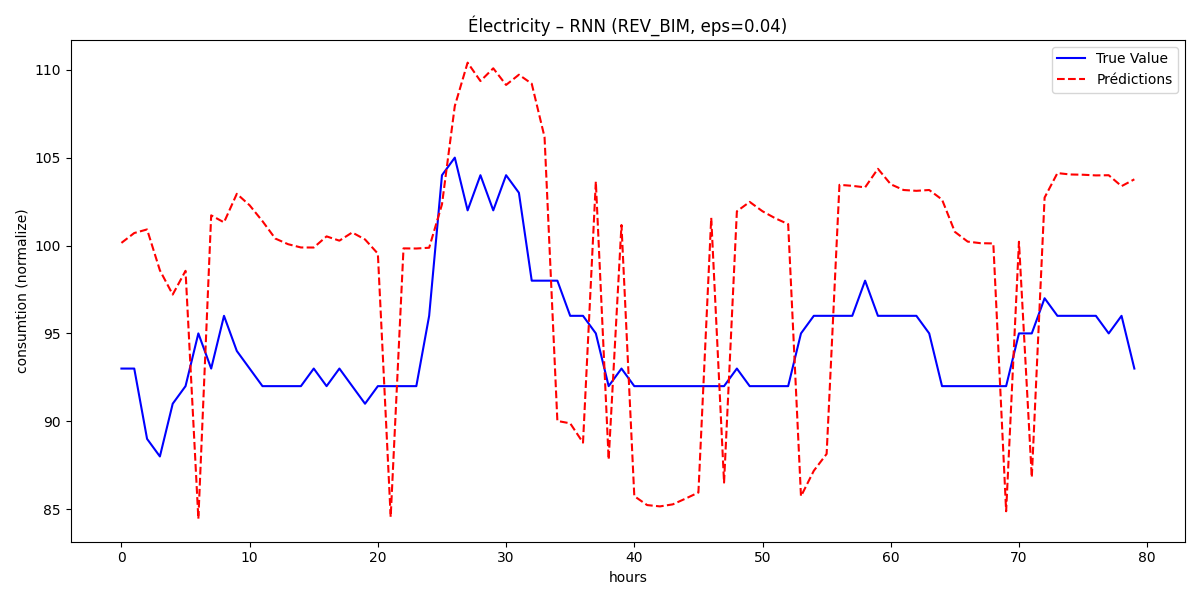 Électricity – RNN (REV_BIM, eps=0.04)
True Value
Prédictions
consumtion (normalize)
110
105
100
95
90
85
0 10 20 30 40 50 60 70 80
hours